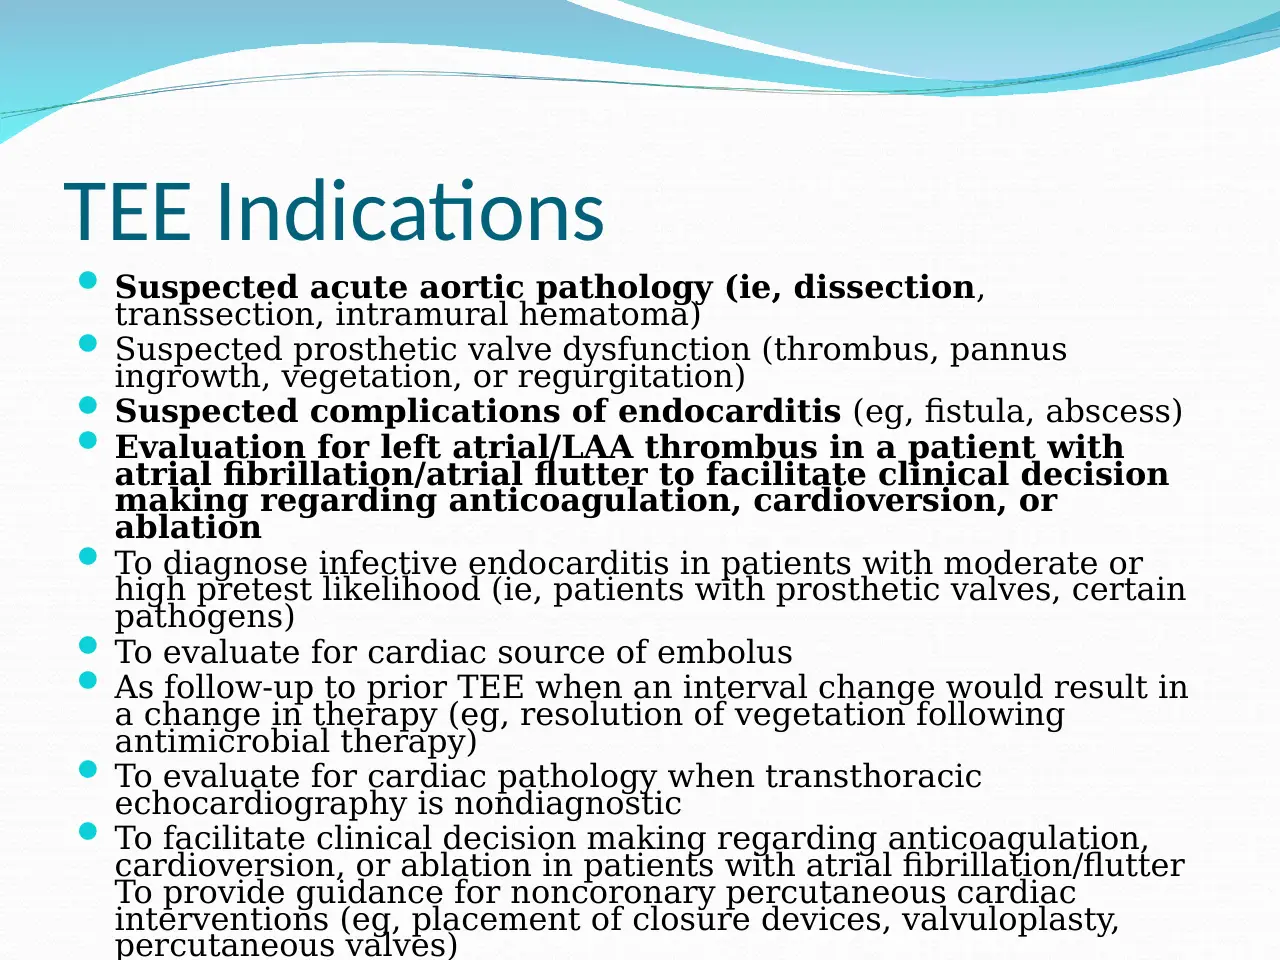 TEE Indications
Suspected acute aortic pathology (ie, dissection,
transsection, intramural hematoma)
Suspected prosthetic valve dysfunction (thrombus, pannus
ingrowth, vegetation, or regurgitation)
Suspected complications of endocarditis (eg, fistula, abscess)
Evaluation for left atrial/LAA thrombus in a patient with
atrial fibrillation/atrial flutter to facilitate clinical decision
making regarding anticoagulation, cardioversion, or
ablation
To diagnose infective endocarditis in patients with moderate or
high pretest likelihood (ie, patients with prosthetic valves, certain
pathogens)
To evaluate for cardiac source of embolus
As follow-up to prior TEE when an interval change would result in
a change in therapy (eg, resolution of vegetation following
antimicrobial therapy)
To evaluate for cardiac pathology when transthoracic
echocardiography is nondiagnostic
To facilitate clinical decision making regarding anticoagulation,
cardioversion, or ablation in patients with atrial fibrillation/flutter
To provide guidance for noncoronary percutaneous cardiac
interventions (eg, placement of closure devices, valvuloplasty,
percutaneous valves)